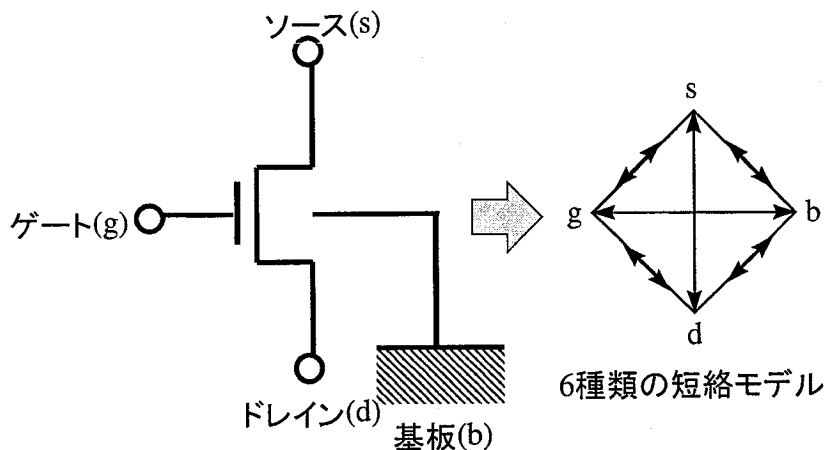 ソース(s)
ゲート(g)
ドレイン(d)
基板(b)
s
g
b
d
6種類の短絡モデル